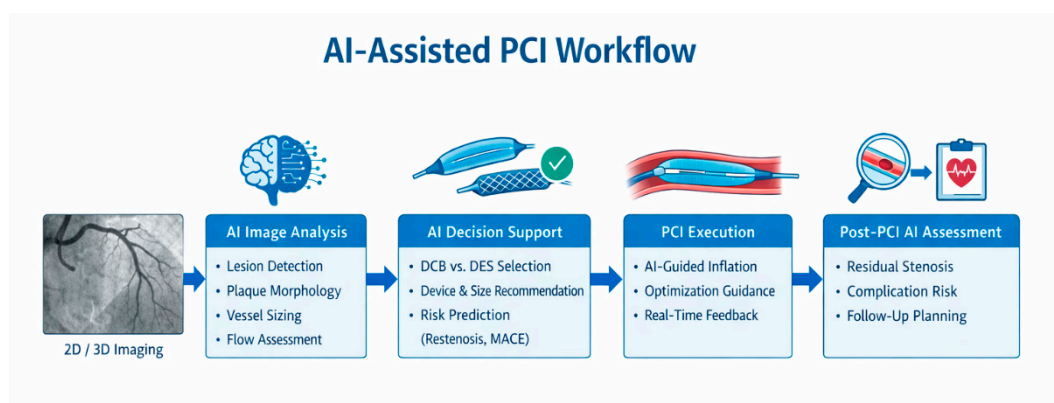 AI-Assisted PCI Workflow
2D / 3D Imaging
AI Image Analysis
• Lesion Detection
• Plaque Morphology
• Vessel Sizing
• Flow Assessment
AI Decision Support
• DCB vs. DES Selection
• Device & Size Recommendation
• Risk Prediction
(Restenosis, MACE)
PCI Execution
• AI-Guided Inflation
• Optimization Guidance
• Real-Time Feedback
Post-PCI AI Assessment
• Residual Stenosis
• Complication Risk
• Follow-Up Planning